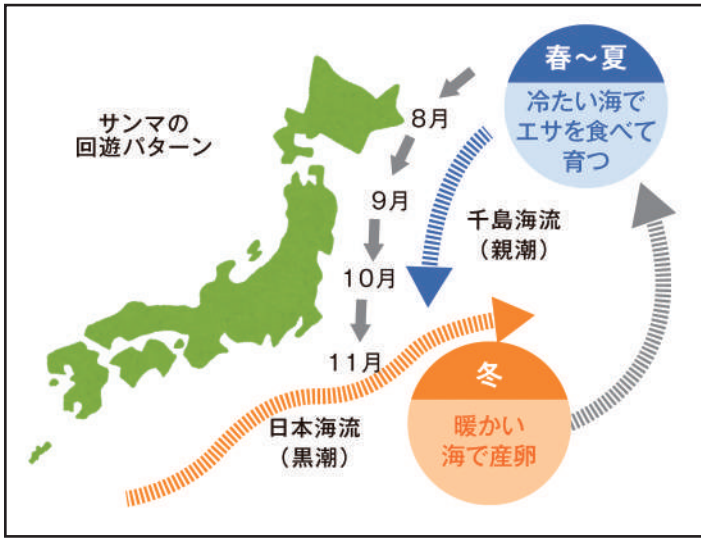 サンマの
回遊パターン
春～夏
冷たい海で
エサを食べて
育つ
8月
9月
千島海流
（親潮）
10月
11月
冬
暖かい
海で産卵
日本海流
（黒潮）